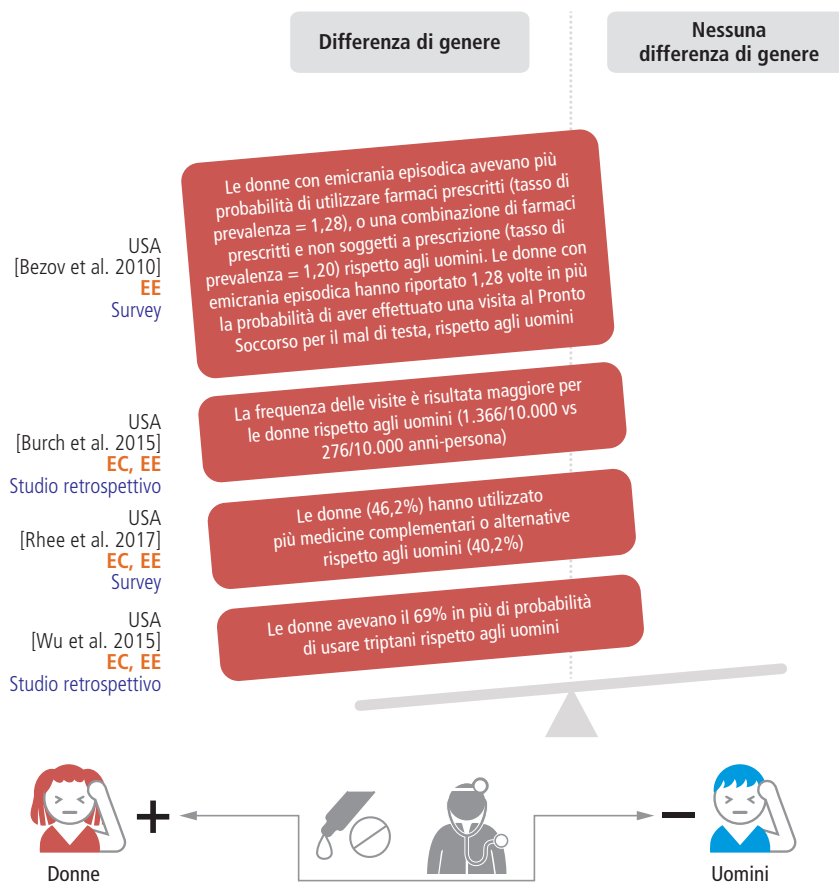 Differenza di genere
Nessuna
differenza di genere
USA
[Bezov et al. 2010]
EE
Survey
Le donne con emicrania episodica avevano più
probabilità di utilizzare farmaci prescritti (tasso di
prevalenza = 1,28), o una combinazione di farmaci
prescritti e non soggetti a prescrizione (tasso di
prevalenza = 1,20) rispetto agli uomini. Le donne con
emicrania episodica hanno riportato 1,28 volte in più
la probabilità di aver effettuato una visita al Pronto
Soccorso per il mal di testa, rispetto agli uomini
USA
[Burch et al. 2015]
EC, EE
Studio retrospettivo
La frequenza delle visite è risultata maggiore per
le donne rispetto agli uomini (1.366/10.000 vs
276/10.000 anni-persona)
USA
[Rhee et al. 2017]
EC, EE
Survey
Le donne (46,2%) hanno utilizzato
più medicine complementari o alternative
rispetto agli uomini (40,2%)
USA
[Wu et al. 2015]
EC, EE
Studio retrospettivo
Le donne avevano il 69% in più di probabilità
di usare triptani rispetto agli uomini
+
−
Donne
Uomini